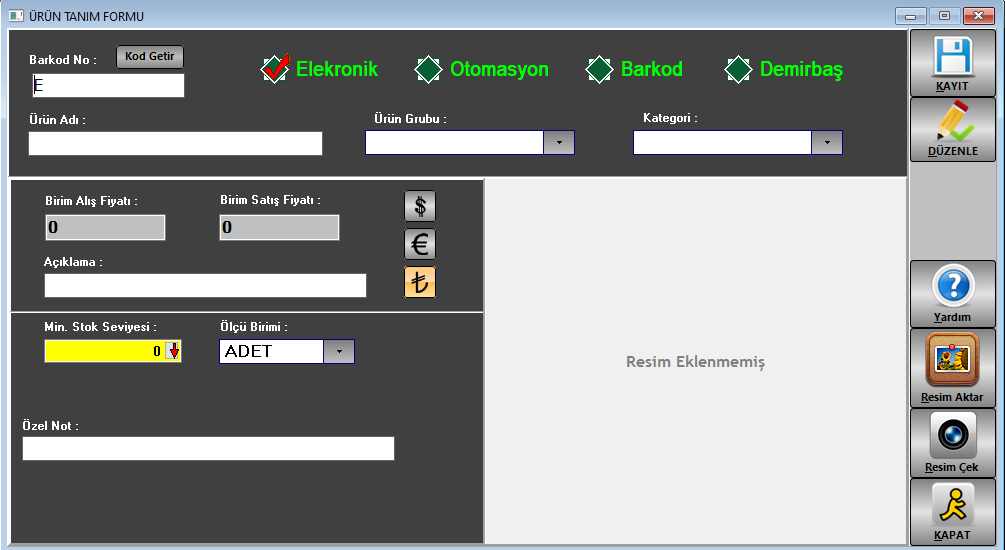 ÜRÜN TANIM FORMU
Barkod No :
Kod Getir
E
Elekronik
Otomasyon
Barkod
Demirbaş
Ürün Adı :
Ürün Grubu :
Kategori :
Birim Alış Fiyatı :
Birim Satış Fiyatı :
0
0
$
€
₺
Açıklama :
Min. Stok Seviyesi :
Ölçü Birimi :
0
ADET
Özel Not :
Resim Eklenmemiş
KAYIT
DÜZENLE
?
Yardım
Resim Aktar
Resim Çek
KAPAT